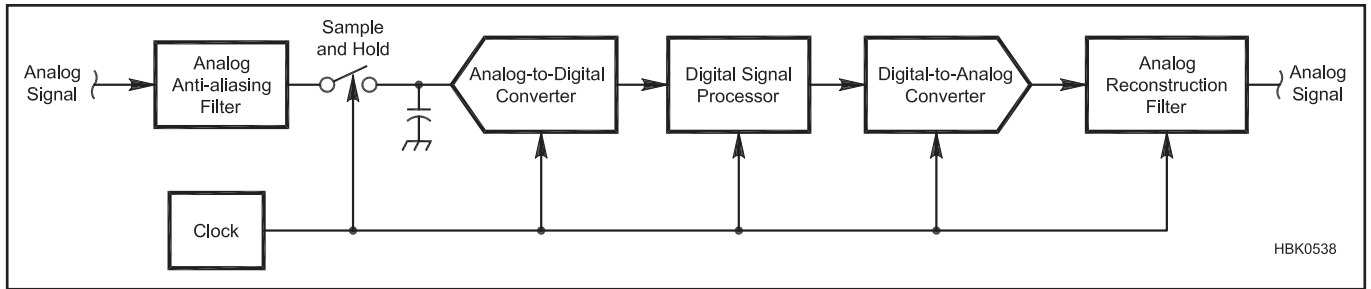 Analog
Signal
Analog
Anti-aliasing
Filter
Sample
and Hold
Analog-to-Digital
Converter
Digital Signal
Processor
Digital-to-Analog
Converter
Analog
Reconstruction
Filter
Analog
Signal
Clock
HBK0538